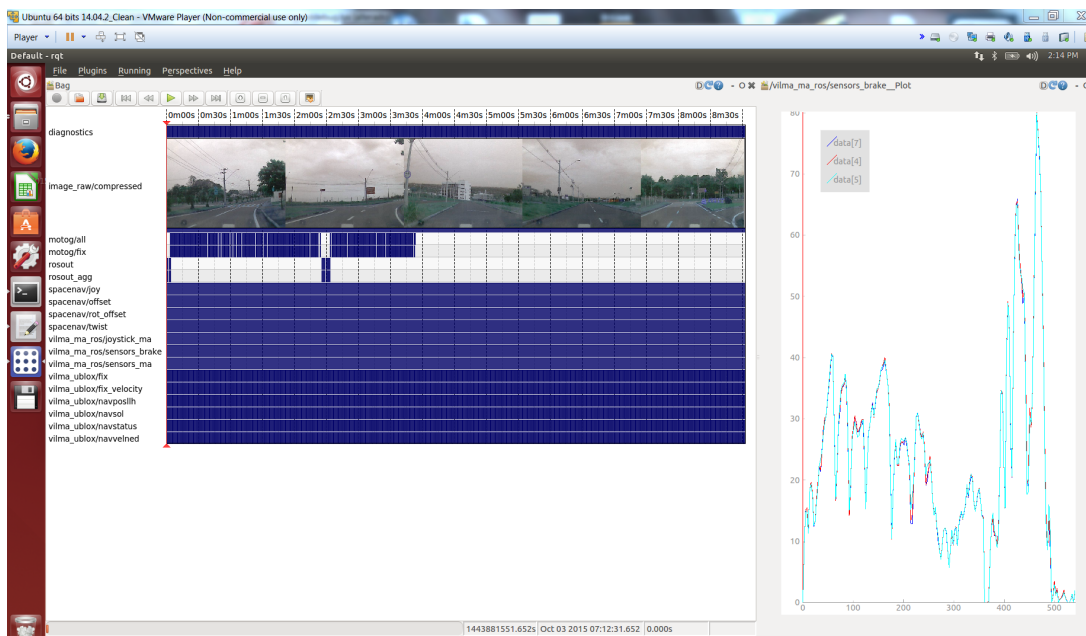 Ubuntu 64 bits 14.04.2_Clean - VMware Player (Non-commercial use only)
Player
Default - rqt
2:14 PM
File Plugins Running Perspectives Help
Bag
D
- O
/vilma_ma_ros/sensors_brake__Plot
D
- O
0m00s 0m30s 1m00s 1m30s 2m00s 2m30s 3m00s 3m30s 4m00s 4m30s 5m00s 5m30s 6m00s 6m30s 7m00s 7m30s 8m00s 8m30s
diagnostics
image_raw/compressed
motog/all
motog/fix
rosout
rosout_agg
spacenav/joy
spacenav/offset
spacenav/rot_offset
spacenav/twist
vilma_ma_ros/joystick_ma
vilma_ma_ros/sensors_brake
vilma_ma_ros/sensors_ma
vilma_ublox/fix
vilma_ublox/fix_velocity
vilma_ublox/navposllh
vilma_ublox/navsol
vilma_ublox/navstatus
vilma_ublox/navvelned
1443881551.652s Oct 03 2015 07:12:31.652 0.000s
80
70
60
50
40
30
20
10
0
/data[7]
/data[4]
/data[5]
0 100 200 300 400 500